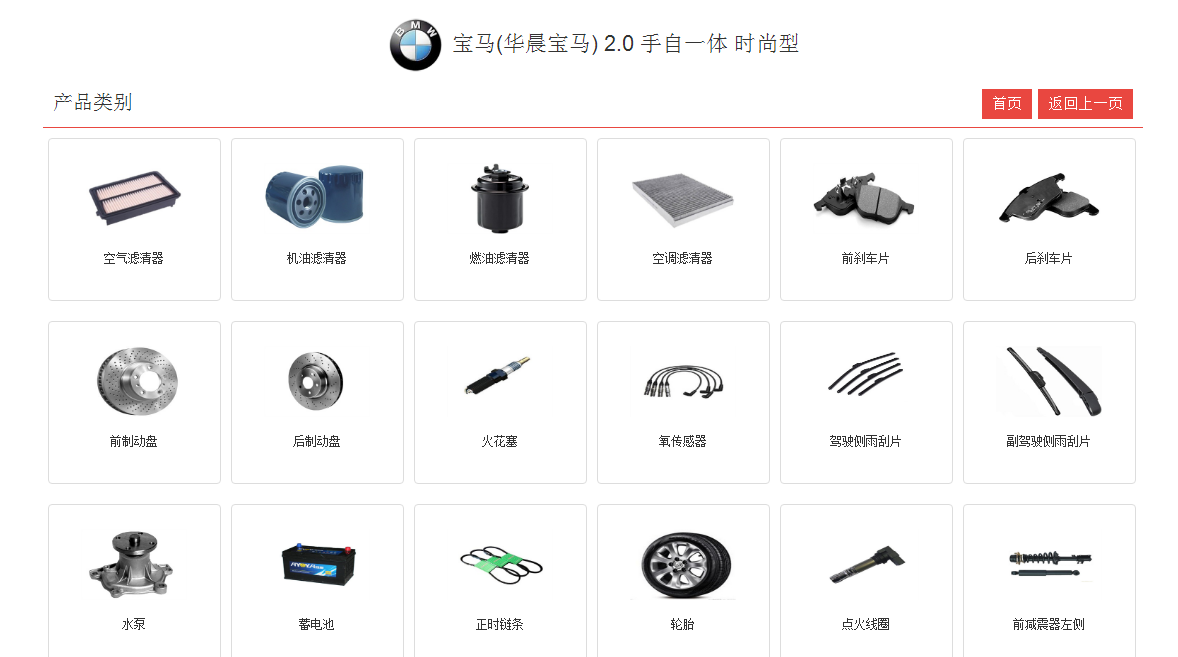 BMW
宝马(华晨宝马) 2.0 手自一体 时尚型
产品类别
首页
返回上一页
空气滤清器
机油滤清器
燃油滤清器
空调滤清器
前刹车片
后刹车片
前制动盘
后制动盘
火花塞
氧传感器
驾驶侧雨刮片
副驾驶侧雨刮片
水泵
蓄电池
正时链条
轮胎
点火线圈
前减震器左侧